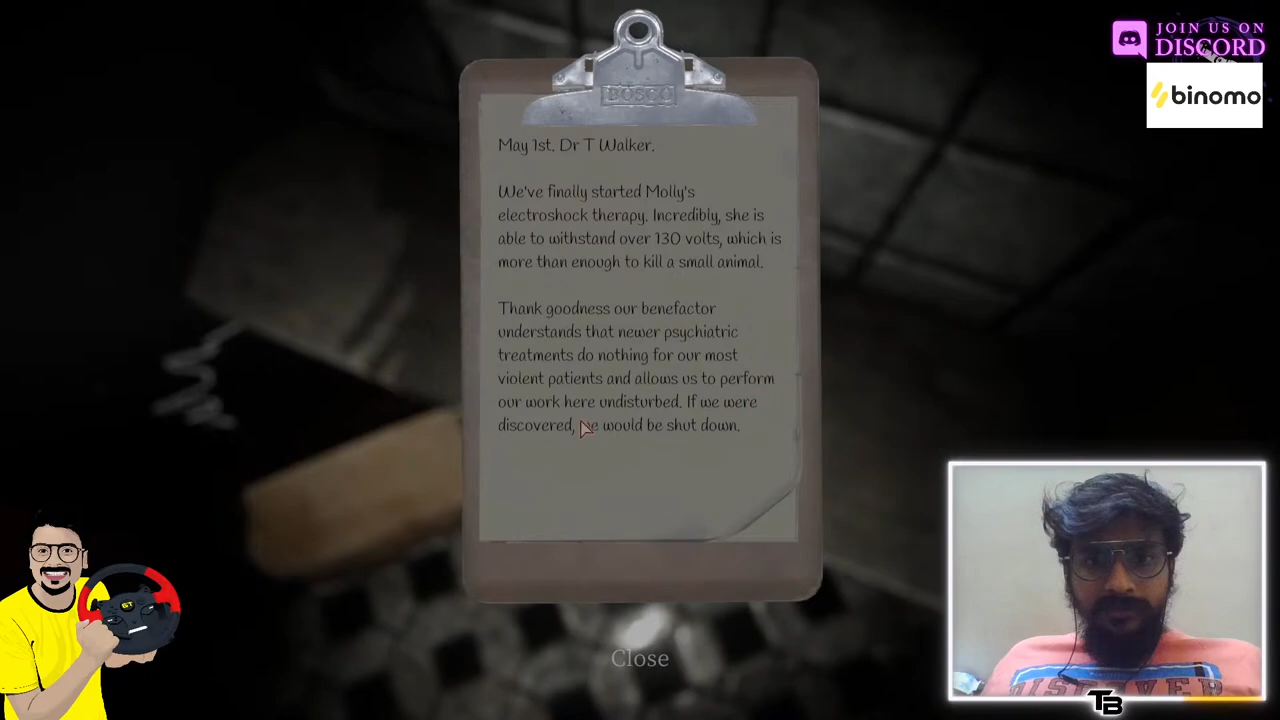 JOIN US ON
DISCORD
binomo
BOSCO
May 1st. Dr T Walker.
We've finally started Molly's
electroshock therapy. Incredibly, she is
able to withstand over 130 volts, which is
more than enough to kill a small animal.
Thank goodness our benefactor
understands that newer psychiatric
treatments do nothing for our most
violent patients and allows us to perform
our work here undisturbed. If we were
discovered, we would be shut down.
Close
DISCOVER
TB